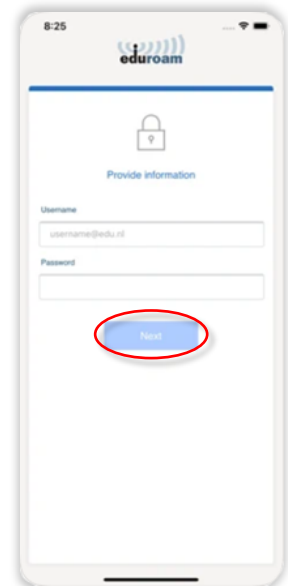 8:25
eduroam
Provide information
Username
username@edu.nl
Password
Next